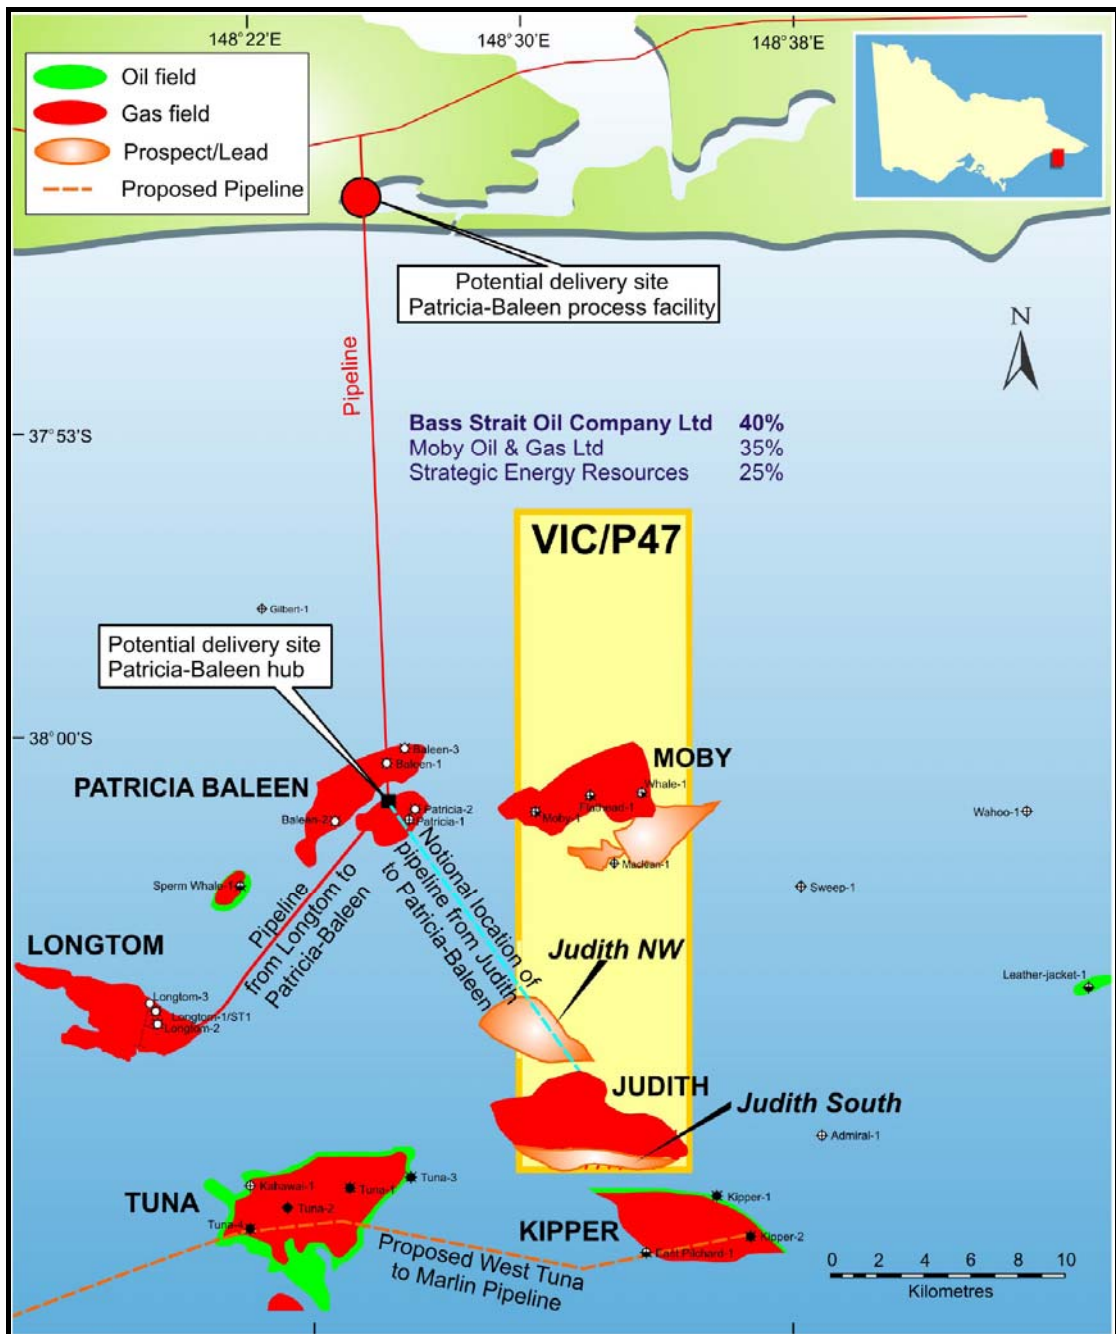 148°22'E
148°30'E
148°38'E
Oil field
Gas field
Prospect/Lead
Proposed Pipeline
Potential delivery site
Patricia-Baleen process facility
N
Pipeline
37°53'S
Bass Strait Oil Company Ltd 40%
Moby Oil & Gas Ltd 35%
Strategic Energy Resources 25%
VIC/P47
Gilbert-1
Potential delivery site
Patricia-Baleen hub
38°00'S
Baleen-3
Baleen-1
PATRICIA BALEEN
MOBY
Whale-1
Flathead-1
Moby-1
Patricia-2
Patricia-1
Baleen-2
Wahoo-1
Maclean-1
Sperm Whale-1
Sweep-1
Pipeline
from Longtom to
Patricia-Baleen
Notional location of
pipeline from Judith
to Patricia-Baleen
LONGTOM
Judith NW
Leather-jacket-1
Longtom-3
Longtom-1/ST1
Longtom-2
JUDITH
Judith South
Admiral-1
TUNA
Kahawai-1
Tuna-1
Tuna-3
Tuna-2
Tuna-4
KIPPER
Kipper-1
Kipper-2
East Pilchard-1
Proposed West Tuna
to Marlin Pipeline
0 2 4 6 8 10
Kilometres